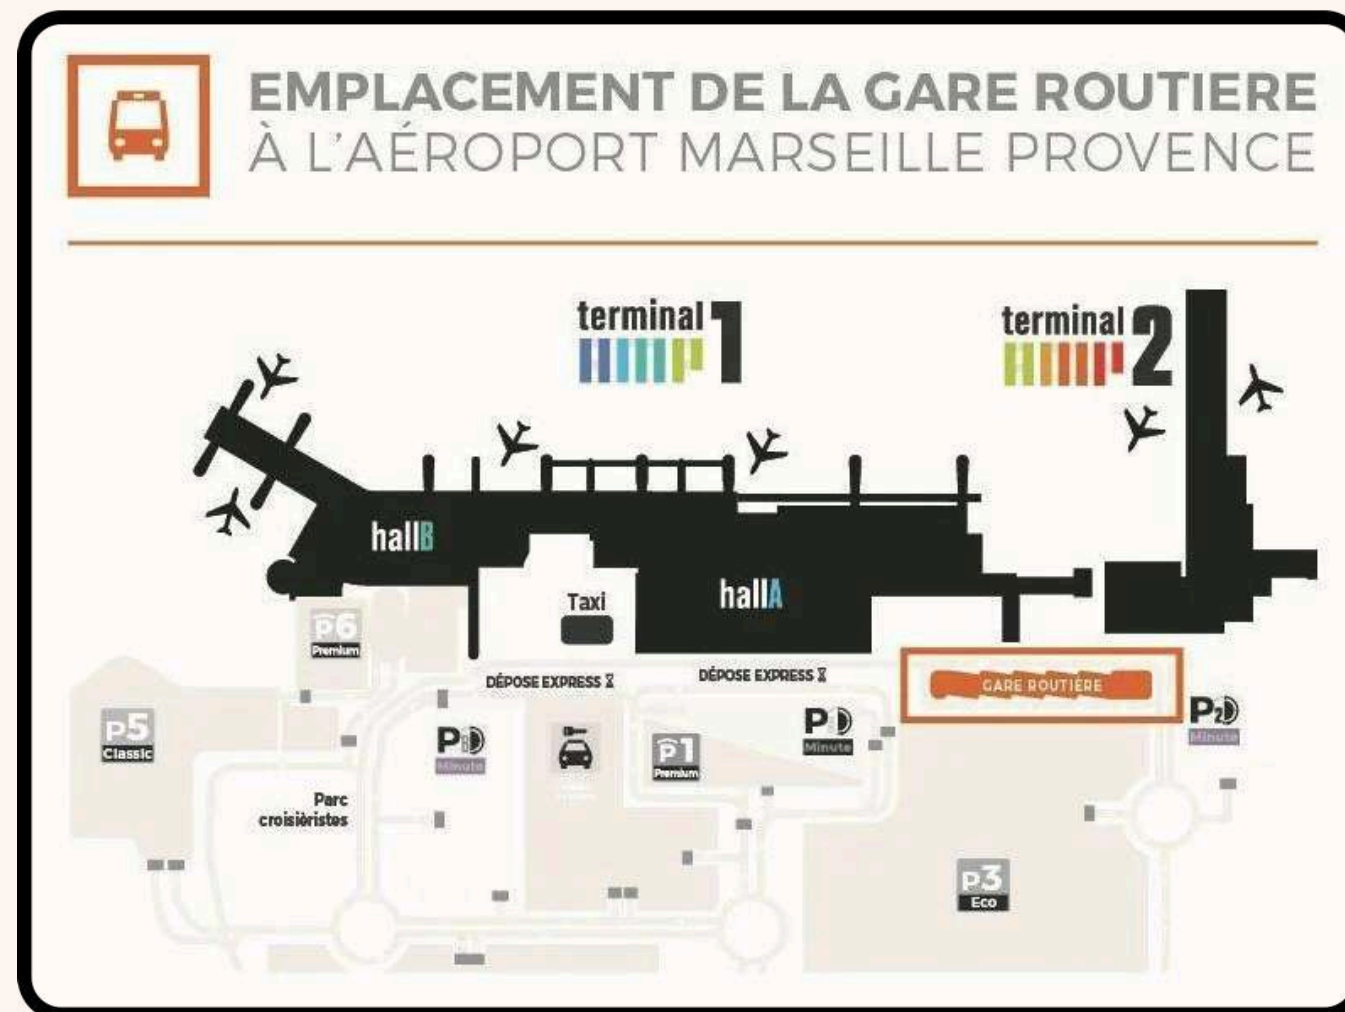 EMPLACEMENT DE LA GARE ROUTIERE
À L'AÉROPORT MARSEILLE PROVENCE
terminal 1
terminal 2
hallB
hallA
Taxi
P6
Premium
DÉPOSE EXPRESS
DÉPOSE EXPRESS
GARE ROUTIÈRE
P5
Classic
P
Minute
P1
Premium
P
Minute
P2
Minute
Parc
croisièristes
P3
Eco